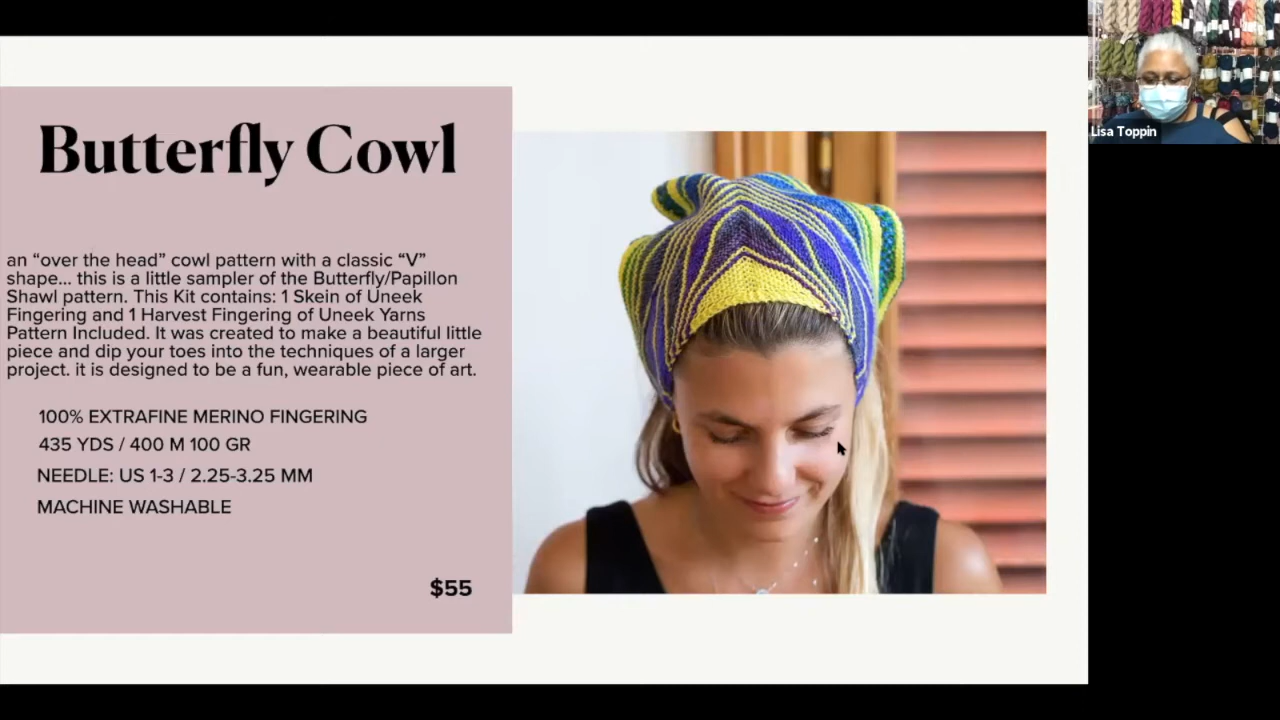 Butterfly Cowl
an “over the head” cowl pattern with a classic “V”
shape... this is a little sampler of the Butterfly/Papillon
Shawl pattern. This Kit contains: 1 Skein of Uneek
Fingering and 1 Harvest Fingering of Uneek Yarns
Pattern Included. It was created to make a beautiful little
piece and dip your toes into the techniques of a larger
project. it is designed to be a fun, wearable piece of art.
100% EXTRAFINE MERINO FINGERING
435 YDS / 400 M 100 GR
NEEDLE: US 1-3 / 2.25-3.25 MM
MACHINE WASHABLE
$55
Lisa Toppin